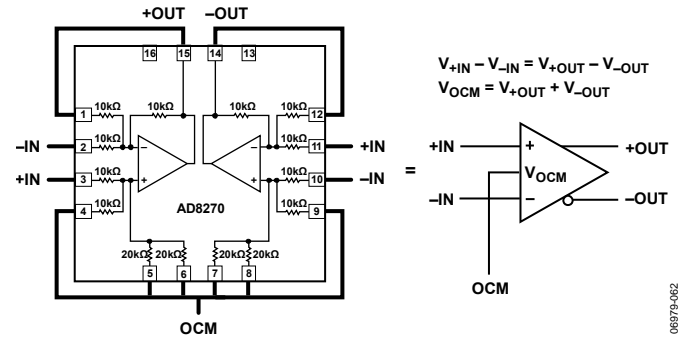 +OUT –OUT
16 15 14 13
10kΩ 10kΩ 10kΩ 10kΩ
1 12
10kΩ 10kΩ
–IN 2 – – 11 +IN
10kΩ 10kΩ
+IN 3 + + 10 –IN
10kΩ 10kΩ
4 9
AD8270
20kΩ 20kΩ 20kΩ 20kΩ
5 6 7 8
OCM
=
V+IN – V–IN = V+OUT – V–OUT
VOCM = V+OUT + V–OUT
+IN + +OUT
VOCM
–IN – –OUT
OCM
06979-062